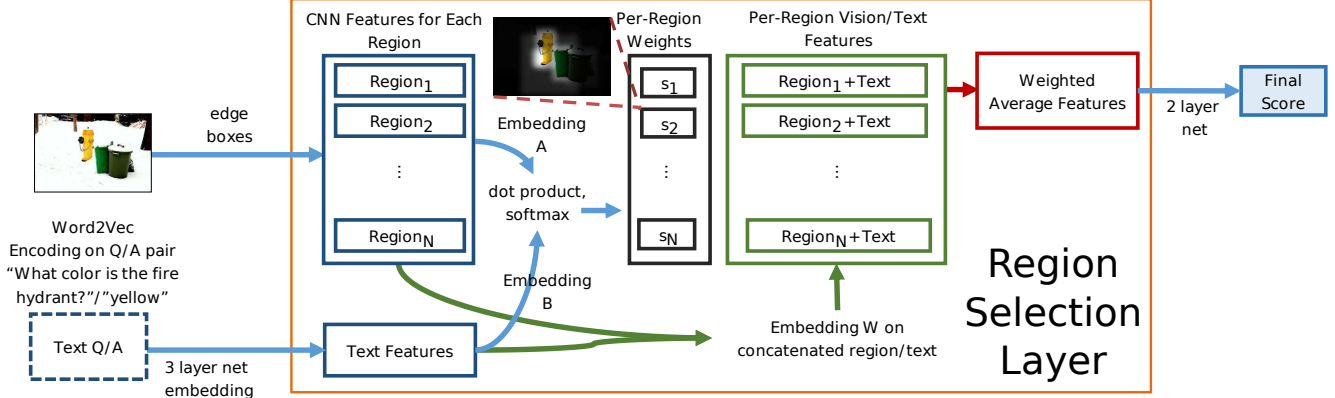 CNN Features for Each
Region
Region1
Region2
⋮
RegionN
Per-Region
Weights
s1
s2
⋮
sN
Per-Region Vision/Text
Features
Region1+Text
Region2+Text
⋮
RegionN+Text
Weighted
Average Features
2 layer
net
Final
Score
edge
boxes
Embedding
A
dot product,
softmax
Embedding
B
Word2Vec
Encoding on Q/A pair
“What color is the fire
hydrant?”/”yellow”
Text Q/A
3 layer net
embedding
Text Features
Embedding W on
concatenated region/text
Region
Selection
Layer